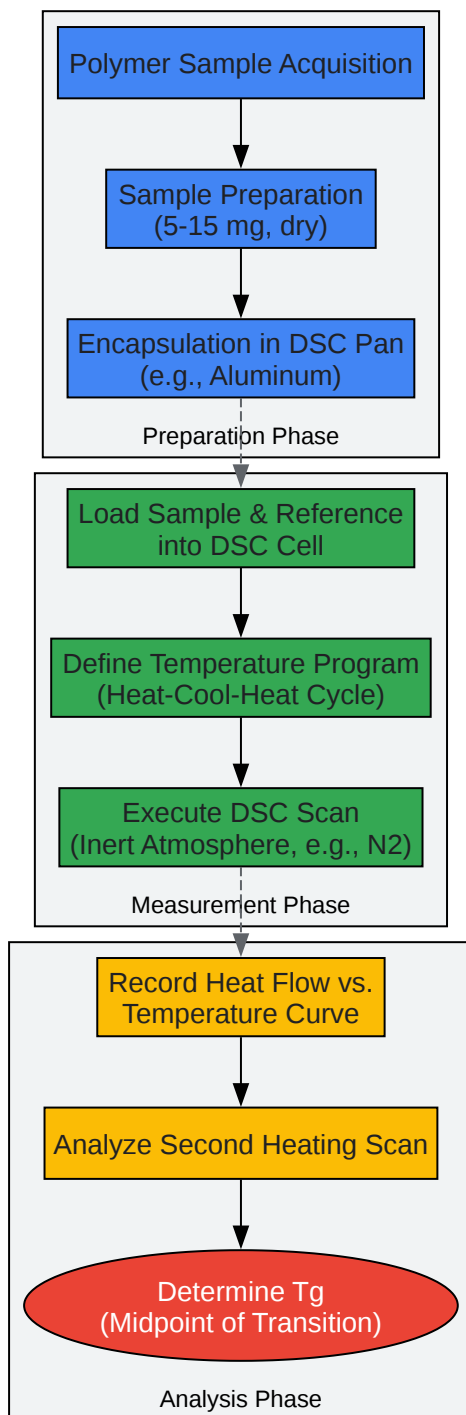 Polymer Sample Acquisition
Sample Preparation
(5-15 mg, dry)
Encapsulation in DSC Pan
(e.g., Aluminum)
Preparation Phase
Load Sample & Reference
into DSC Cell
Define Temperature Program
(Heat-Cool-Heat Cycle)
Execute DSC Scan
(Inert Atmosphere, e.g., N2)
Measurement Phase
Record Heat Flow vs.
Temperature Curve
Analyze Second Heating Scan
Determine Tg
(Midpoint of Transition)
Analysis Phase